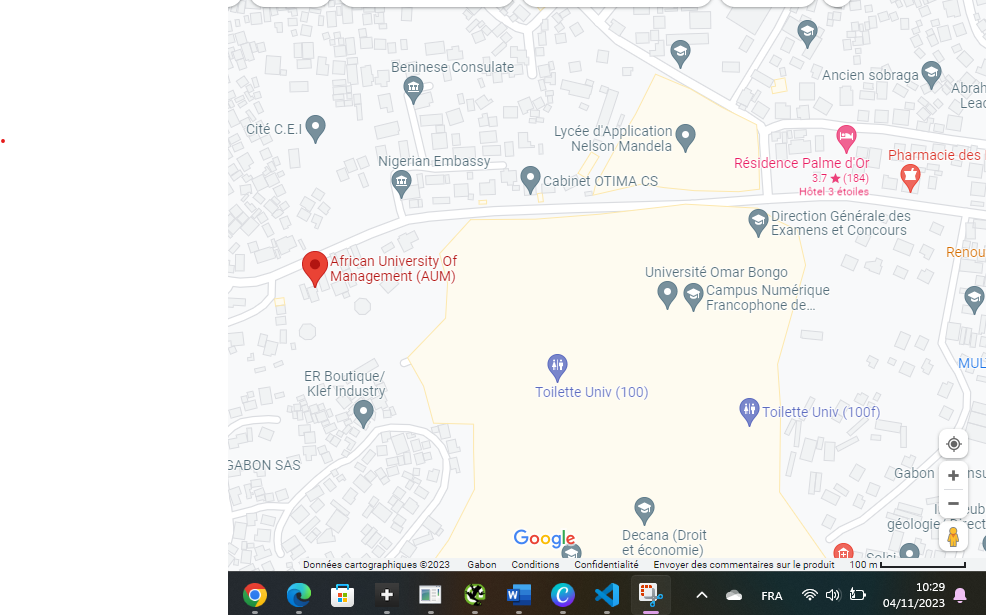 Beninese Consulate
Ancien sobraga
Abrah
Leac
Cité C.E.I
Lycée d'Application
Nelson Mandela
Nigerian Embassy
Résidence Palme d'Or
3.7 ★ (184)
Hôtel 3 étoiles
Pharmacie des
Cabinet OTIMA CS
Direction Générale des
Examens et Concours
Renou
African University Of
Management (AUM)
Université Omar Bongo
Campus Numérique
Francophone de...
MUL
ER Boutique/
Klef Industry
Toilette Univ (100)
Toilette Univ (100f)
GABON SAS
Gabon
Decana (Droit
et économie)
géologie
Google
Données cartographiques ©2023 Gabon Conditions Confidentialité Envoyer des commentaires sur le produit 100 m
FRA
10:29
04/11/2023